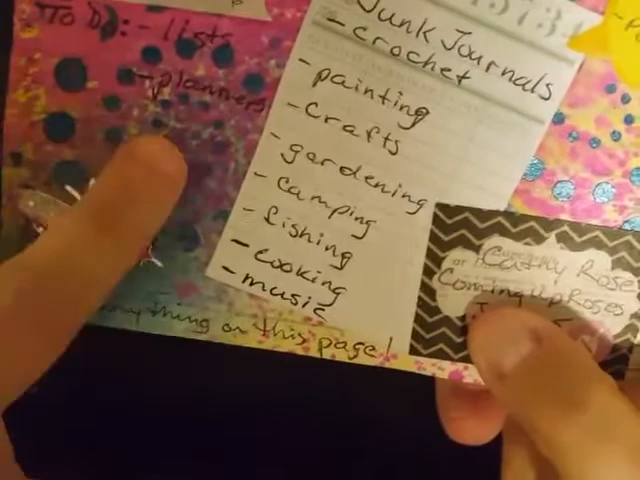 To Do: - lists
- planners
Junk Journals
- crochet
- painting
- crafts
- gardening
- camping
- fishing
- cooking
- music
anything on this page!
Cathy Rose
ComingUpRoses